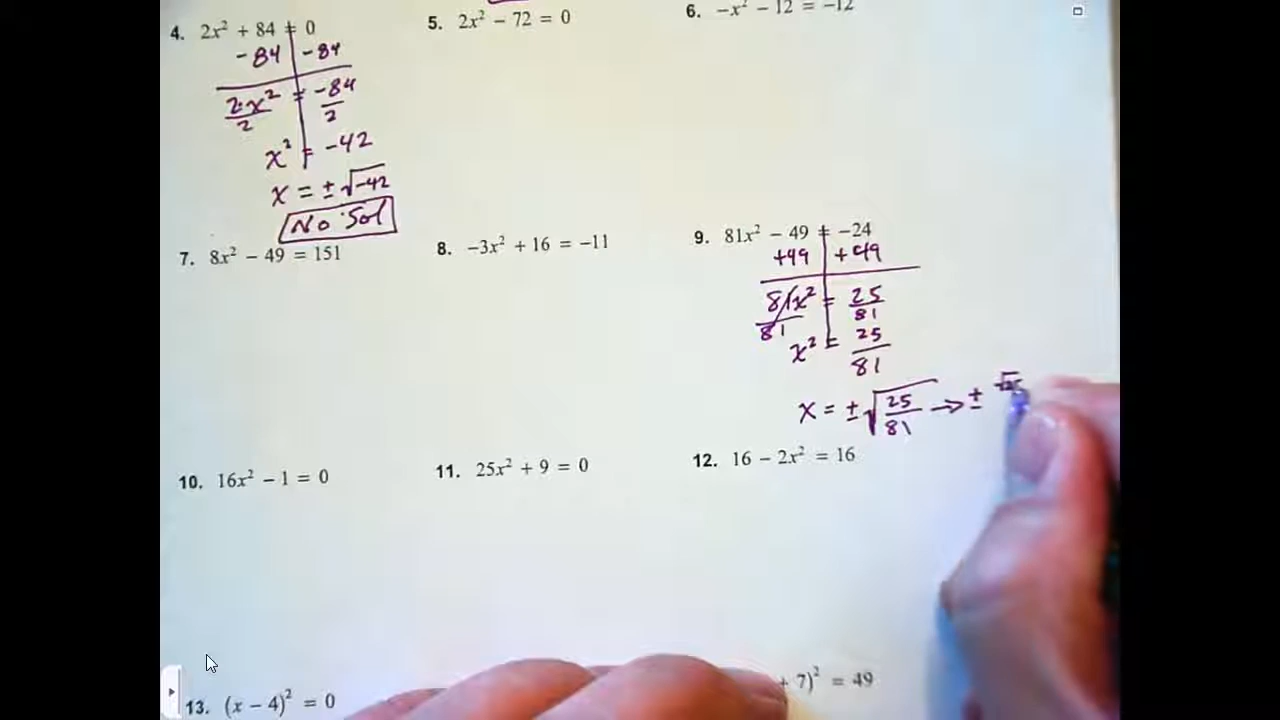 4. 2x² + 84 = 0
-84 | -84
2·x²/2 = -84/2
x² = -42
x = ±√-42
No Sol
5. 2x² − 72 = 0
6. −x² − 12 = −12
7. 8x² − 49 = 151
8. −3x² + 16 = −11
9. 81x² − 49 = −24
+49 | +49
81x²/81 = 25/81
x² = 25/81
x = ±√25/81 → ±
10. 16x² − 1 = 0
11. 25x² + 9 = 0
12. 16 − 2x² = 16
13. (x − 4)² = 0
+ 7)² = 49